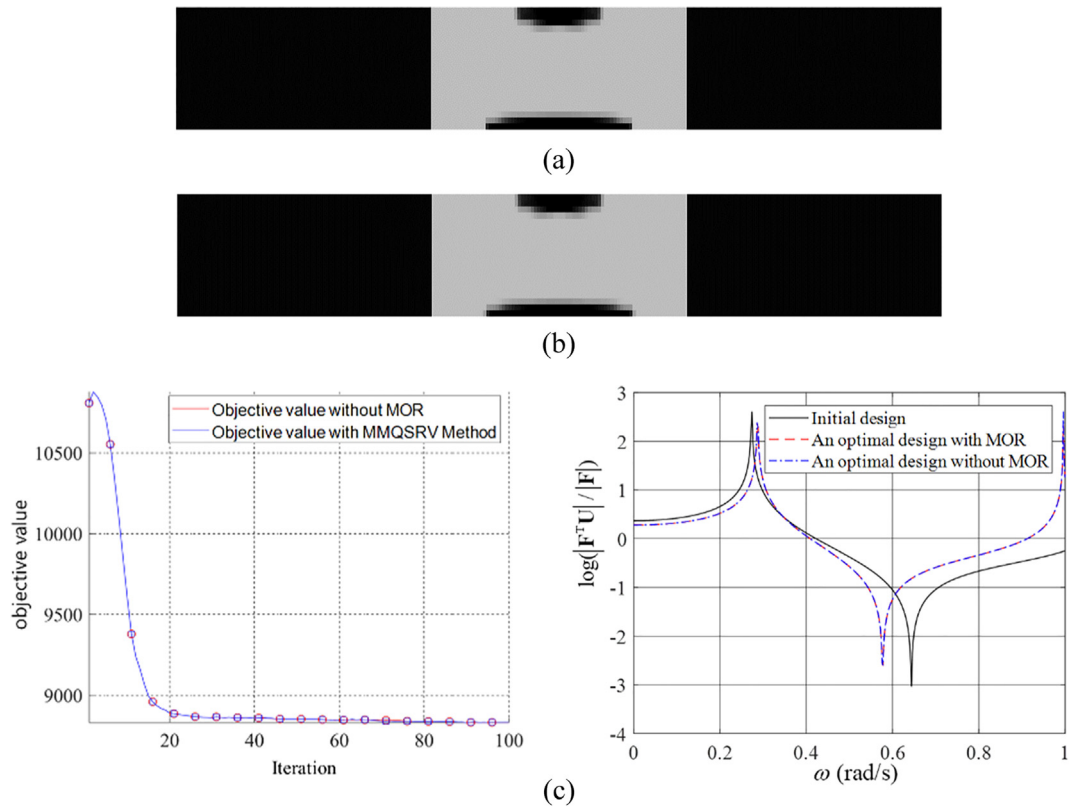 (a)
(b)
Objective value without MOR
Objective value with MMQSRV Method
10500
10000
9500
9000
objective value
20
40
60
80
100
Iteration
3
2
1
0
-1
-2
-3
-4
log(|FᵀU| / |F|)
Initial design
An optimal design with MOR
An optimal design without MOR
0
0.2
0.4
0.6
0.8
1
ω (rad/s)
(c)